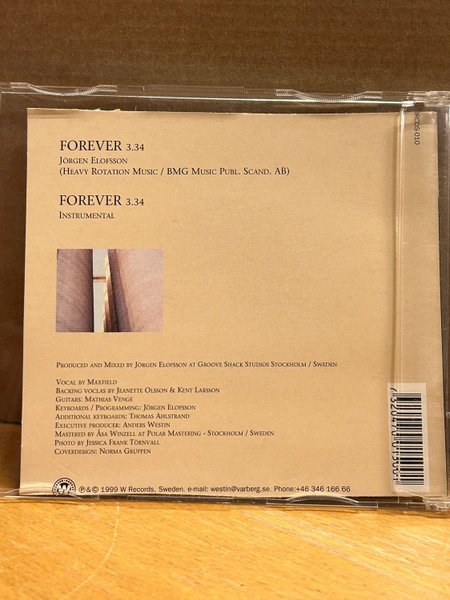 FOREVER 3.34
JÖRGEN ELOFSSON
(HEAVY ROTATION MUSIC / BMG MUSIC PUBL. SCAND. AB)
FOREVER 3.34
INSTRUMENTAL
PRODUCED AND MIXED BY JÖRGEN ELOFSSON AT GROOVE SHACK STUDIOS STOCKHOLM / SWEDEN
VOCAL BY MAXFIELD
BACKING VOCLAS BY JEANETTE OLSSON & KENT LARSSON
GUITARS: MATHIAS VENGE
KEYBOARDS / PROGRAMMING: JÖRGEN ELOFSSON
ADDITIONAL KEYBOARDS: THOMAS AHLSTRAND
EXECUTIVE PRODUCER: ANDERS WESTIN
MASTERED BY ÅSA WINZELL AT POLAR MASTERING - STOCKHOLM / SWEDEN
PHOTO BY JESSICA FRANK TÖRNVALL
COVERDESIGN: NORMA GRUPPEN
℗&© 1999 W Records, Sweden. e-mail: westin@varberg.se. Phone:+46 346 166 66